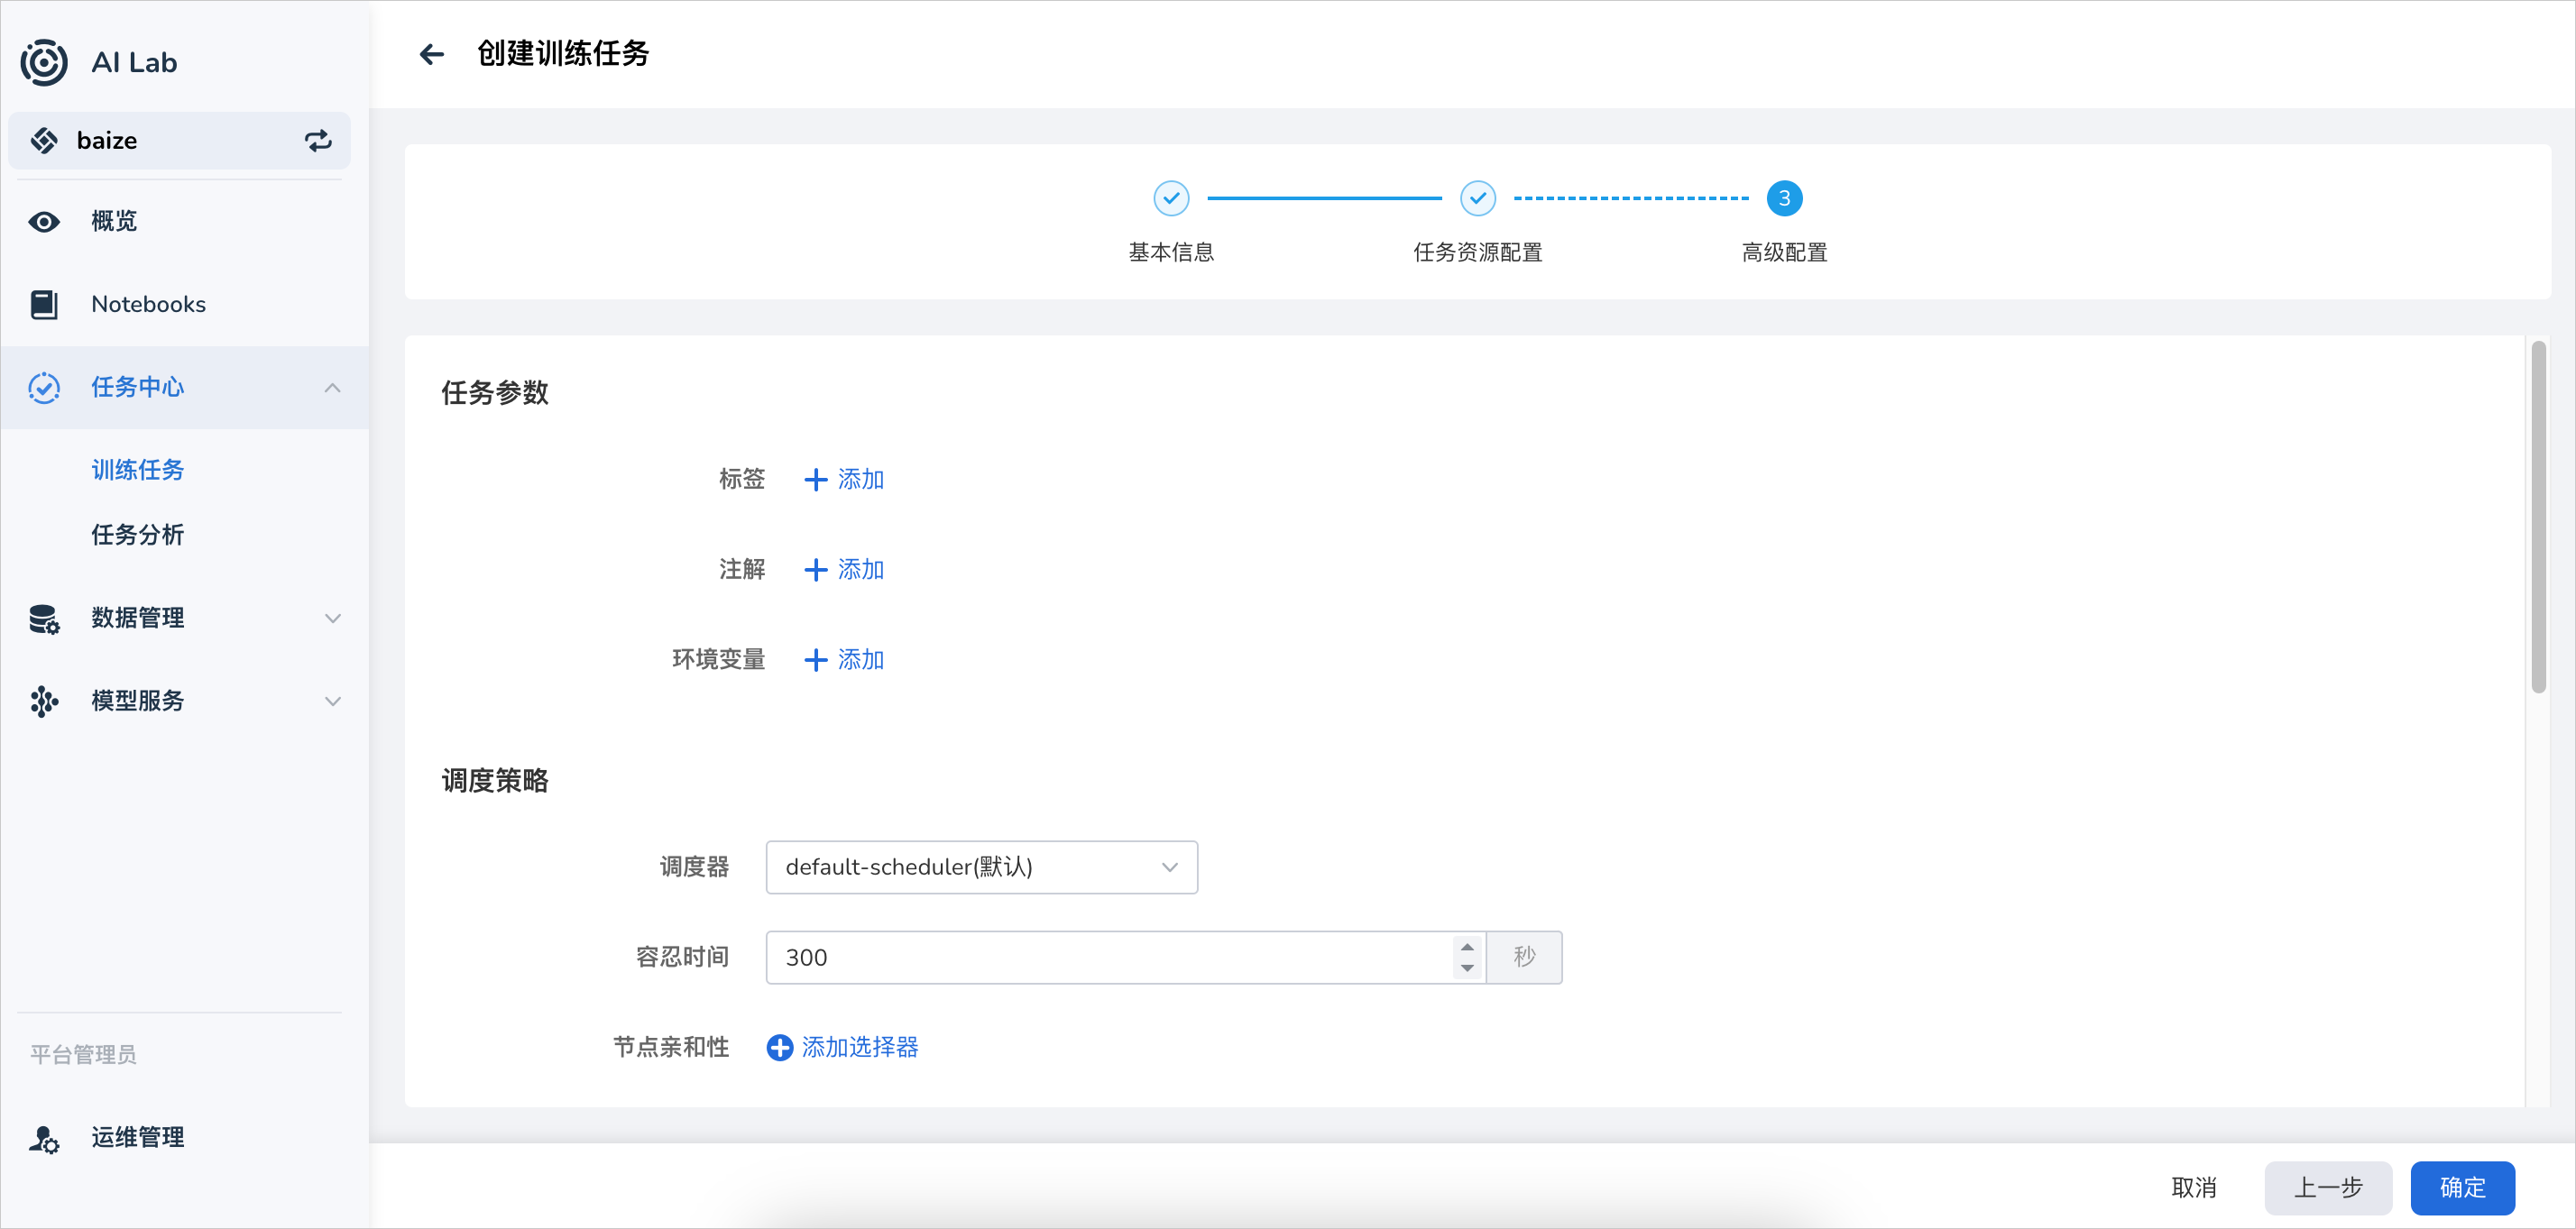 AI Lab
baize
概览
Notebooks
任务中心
训练任务
任务分析
数据管理
模型服务
平台管理员
运维管理
创建训练任务
基本信息
任务资源配置
3
高级配置
任务参数
标签 添加
注解 添加
环境变量 添加
调度策略
调度器 default-scheduler(默认)
容忍时间 300 秒
节点亲和性 添加选择器
取消 上一步 确定